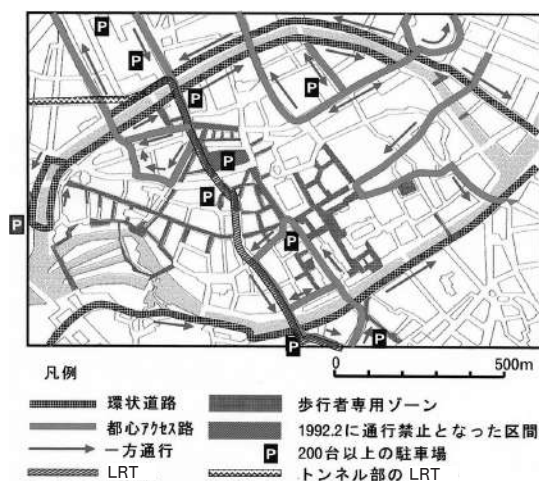 P
P
P
P
P
P
P
P
P
P
0 500m
凡例
環状道路
歩行者専用ゾーン
都心アクセス路
1992.2に通行禁止となった区間
一方通行
P 200台以上の駐車場
LRT
トンネル部の LRT